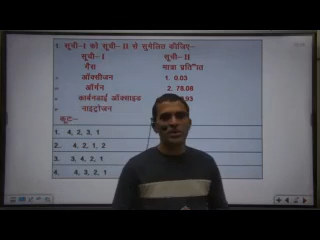 1. सूची-I को सूची-II से सुमेलित कीजिए-
सूची-I सूची-II
गैस मात्रा प्रतिशत
ऑक्सीजन 1. 0.03
ऑर्गन 2. 78.08
कार्बनडाई ऑक्साइड .93
नाइट्रोजन
कूटः-
1. 4, 2, 3, 1
2. 4, 2, 1, 2
3. 3, 4, 2, 1
4. 4, 3, 2, 1